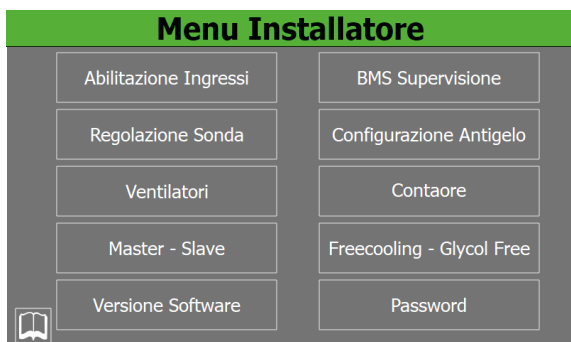 Menu Installatore
Abilitazione Ingressi
BMS Supervisione
Regolazione Sonda
Configurazione Antigelo
Ventilatori
Contaore
Master - Slave
Freecooling - Glycol Free
Versione Software
Password